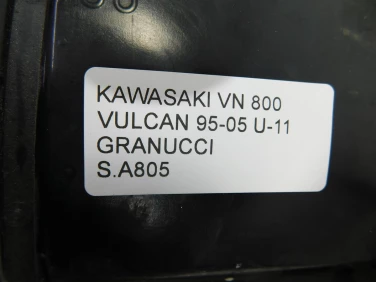 KAWASAKI VN 800
VULCAN 95-05 U-11
GRANUCCI
S.A805